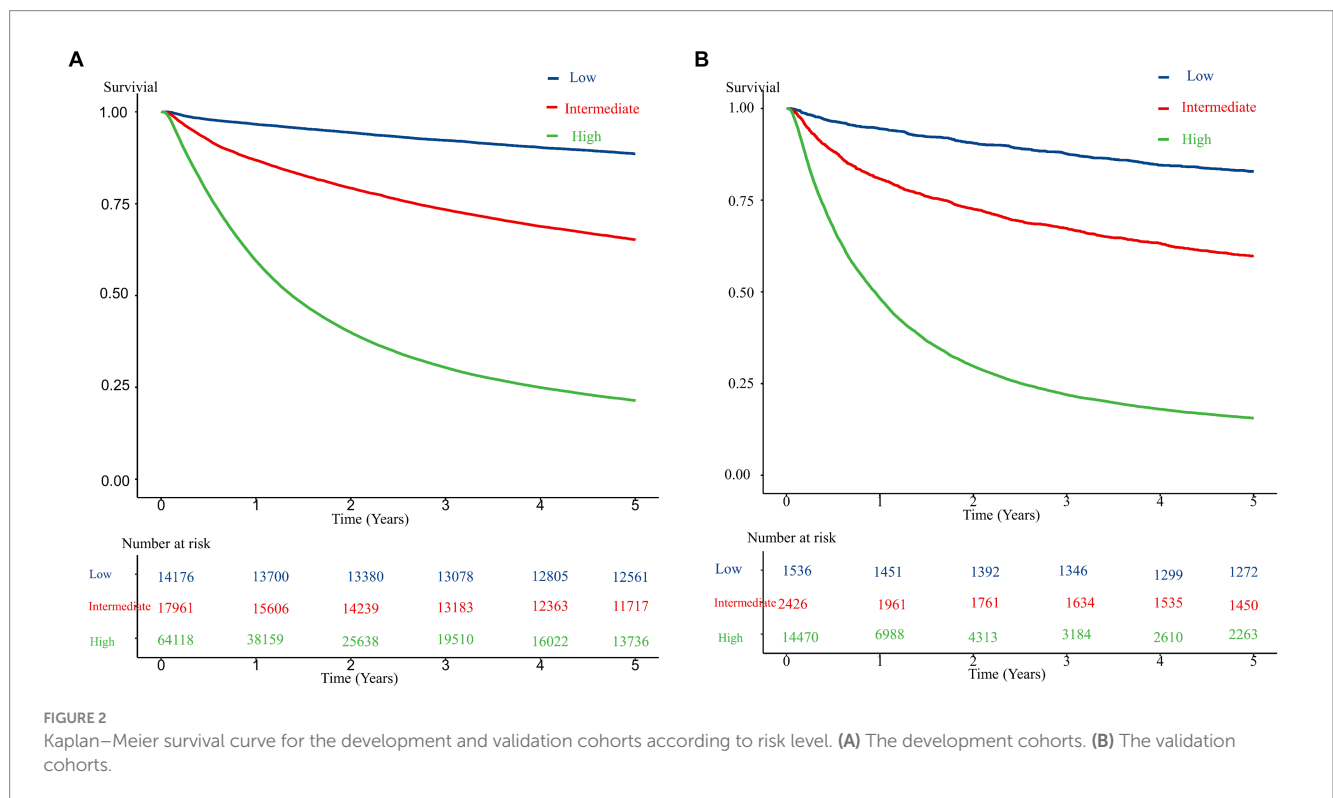 A
Survivial
Low
Intermediate
High
1.00
0.75
0.50
0.25
0.00
0 1 2 3 4 5
Time (Years)
Number at risk
Low 14176 13700 13380 13078 12805 12561
Intermediate 17961 15606 14239 13183 12363 11717
High 64118 38159 25638 19510 16022 13736
0 1 2 3 4 5
Time (Years)
B
Survivial
Low
Intermediate
High
1.00
0.75
0.50
0.25
0.00
0 1 2 3 4 5
Time (Years)
Number at risk
Low 1536 1451 1392 1346 1299 1272
Intermediate 2426 1961 1761 1634 1535 1450
High 14470 6988 4313 3184 2610 2263
0 1 2 3 4 5
Time (Years)
FIGURE 2
Kaplan–Meier survival curve for the development and validation cohorts according to risk level. (A) The development cohorts. (B) The validation
cohorts.